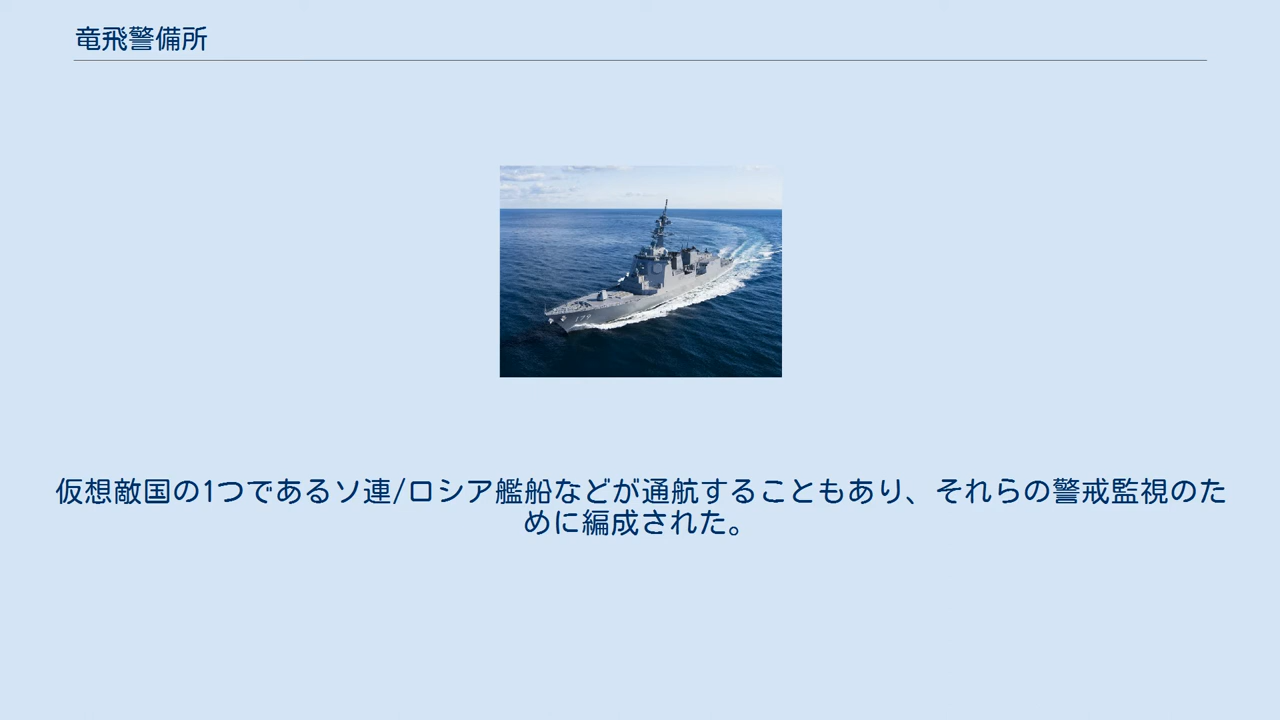 竜飛警備所
179
仮想敵国の1つであるソ連/ロシア艦船などが通航することもあり、それらの警戒監視のた
めに編成された。